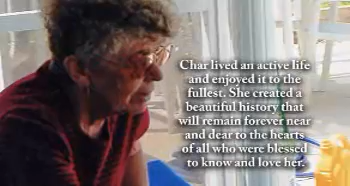 Char lived an active life
and enjoyed it to the
fullest. She created a
beautiful history that
will remain forever near
and dear to the hearts
of all who were blessed
to know and love her.